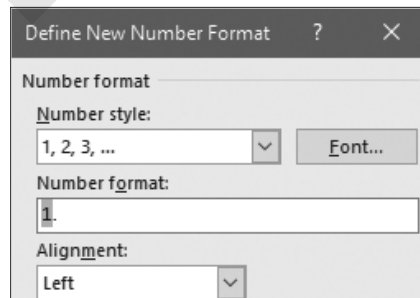 Define New Number Format ? ×
Number format
Number style:
1, 2, 3, ...
Font...
Number format:
1.
Alignment:
Left